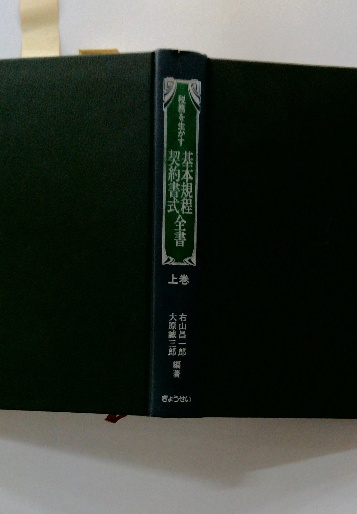 税務を生かす
基本規程
契約書式
全書
上巻
右山昌一郎
大原誠三郎
編著
ぎょうせい